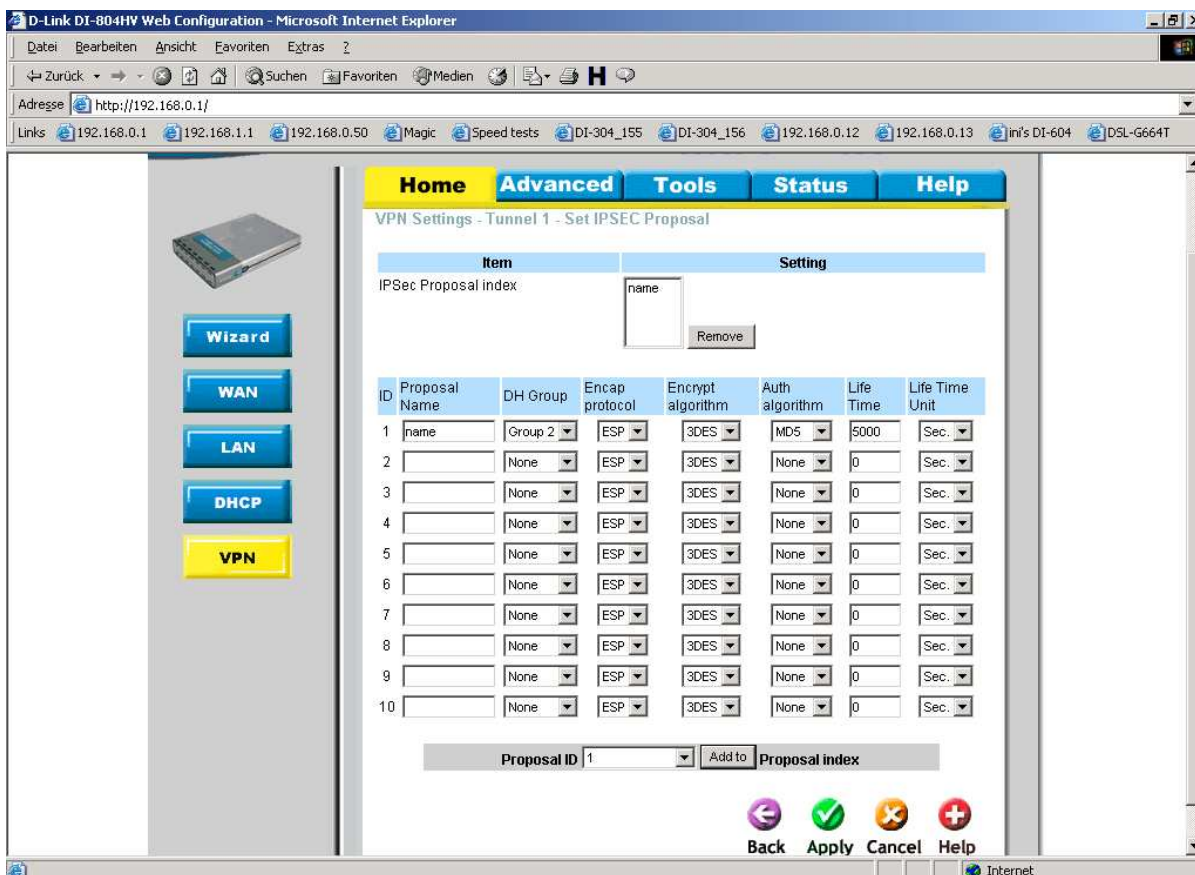 D-Link DI-804HV Web Configuration - Microsoft Internet Explorer
Datei Bearbeiten Ansicht Favoriten Extras ?
Zurück Suchen Favoriten Medien H
Adresse http://192.168.0.1/
Links 192.168.0.1 192.168.1.1 192.168.0.50 Magic Speed tests DI-304_155 DI-304_156 192.168.0.12 192.168.0.13 ini's DI-604 DSL-G664T
Home Advanced Tools Status Help
VPN Settings - Tunnel 1 - Set IPSEC Proposal
Item Setting
IPSec Proposal index name
Remove
Wizard
WAN
LAN
DHCP
VPN
ID Proposal Name DH Group Encap protocol Encrypt algorithm Auth algorithm Life Time Life Time Unit
1 name Group 2 ESP 3DES MD5 5000 Sec.
2 None ESP 3DES None 0 Sec.
3 None ESP 3DES None 0 Sec.
4 None ESP 3DES None 0 Sec.
5 None ESP 3DES None 0 Sec.
6 None ESP 3DES None 0 Sec.
7 None ESP 3DES None 0 Sec.
8 None ESP 3DES None 0 Sec.
9 None ESP 3DES None 0 Sec.
10 None ESP 3DES None 0 Sec.
Proposal ID 1 Add to Proposal index
Back Apply Cancel Help
Internet